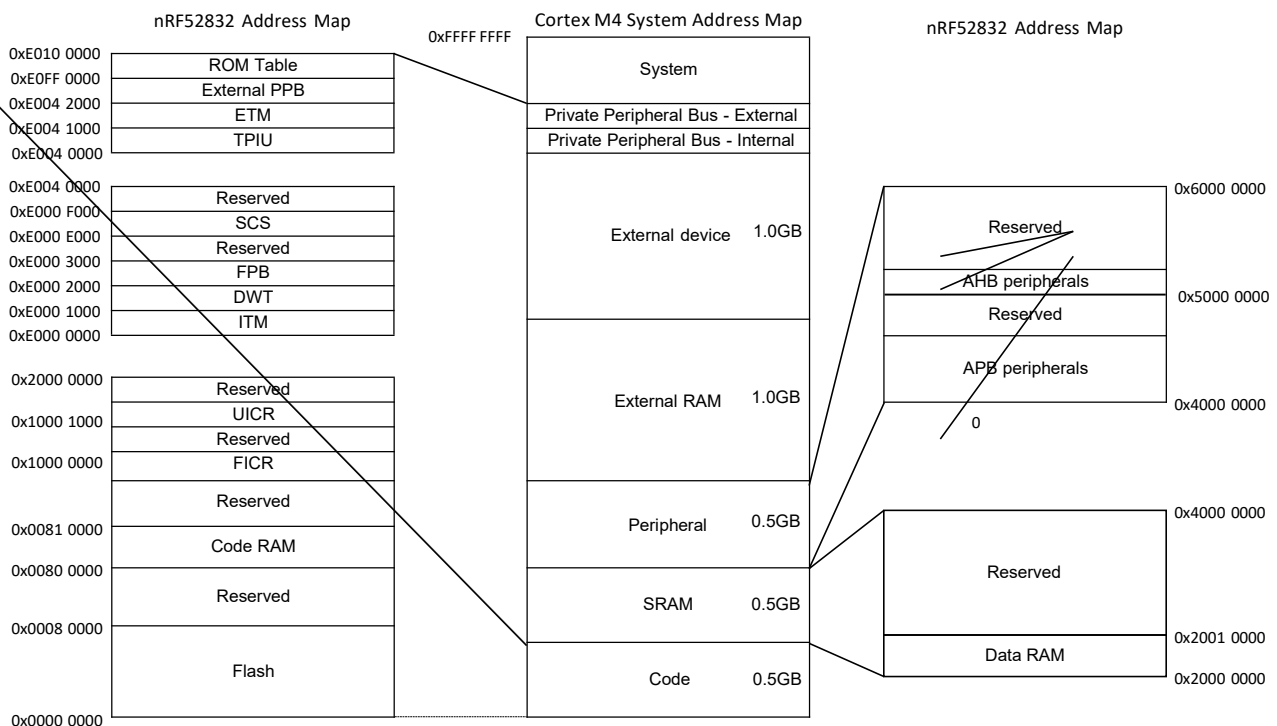 nRF52832 Address Map
0xE010 0000
ROM Table
0xE0FF 0000
External PPB
0xE004 2000
ETM
0xE004 1000
TPIU
0xE004 0000
0xE004 0000
Reserved
0xE000 F000
SCS
0xE000 E000
Reserved
0xE000 3000
FPB
0xE000 2000
DWT
0xE000 1000
ITM
0xE000 0000
0x2000 0000
Reserved
UICR
0x1000 1000
Reserved
0x1000 0000
FICR
Reserved
0x0081 0000
Code RAM
0x0080 0000
Reserved
0x0008 0000
Flash
0x0000 0000
Cortex M4 System Address Map
0xFFFF FFFF
System
Private Peripheral Bus - External
Private Peripheral Bus - Internal
External device 1.0GB
External RAM 1.0GB
Peripheral 0.5GB
SRAM 0.5GB
Code 0.5GB
nRF52832 Address Map
0x6000 0000
Reserved
AHB peripherals
0x5000 0000
Reserved
APB peripherals
0x4000 0000
0
0x4000 0000
Reserved
0x2001 0000
Data RAM
0x2000 0000